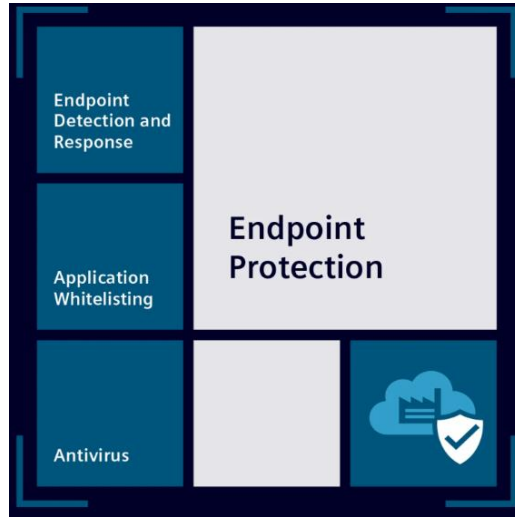 Endpoint
Detection and
Response
Endpoint
Protection
Application
Whitelisting
Antivirus